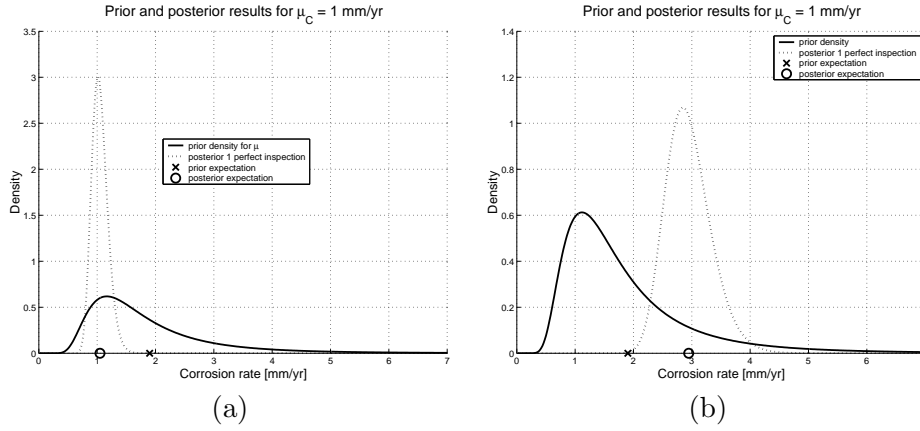 Prior and posterior results for μ_C = 1 mm/yr
3.5
3
2.5
2
1.5
1
0.5
0
Density
prior density for μ
posterior 1 perfect inspection
prior expectation
posterior expectation
0 1 2 3 4 5 6 7
Corrosion rate [mm/yr]
(a)
Prior and posterior results for μ_C = 1 mm/yr
1.4
1.2
1
0.8
0.6
0.4
0.2
0
Density
prior density
posterior 1 perfect inspection
prior expectation
posterior expectation
0 1 2 3 4 5 6
Corrosion rate [mm/yr]
(b)